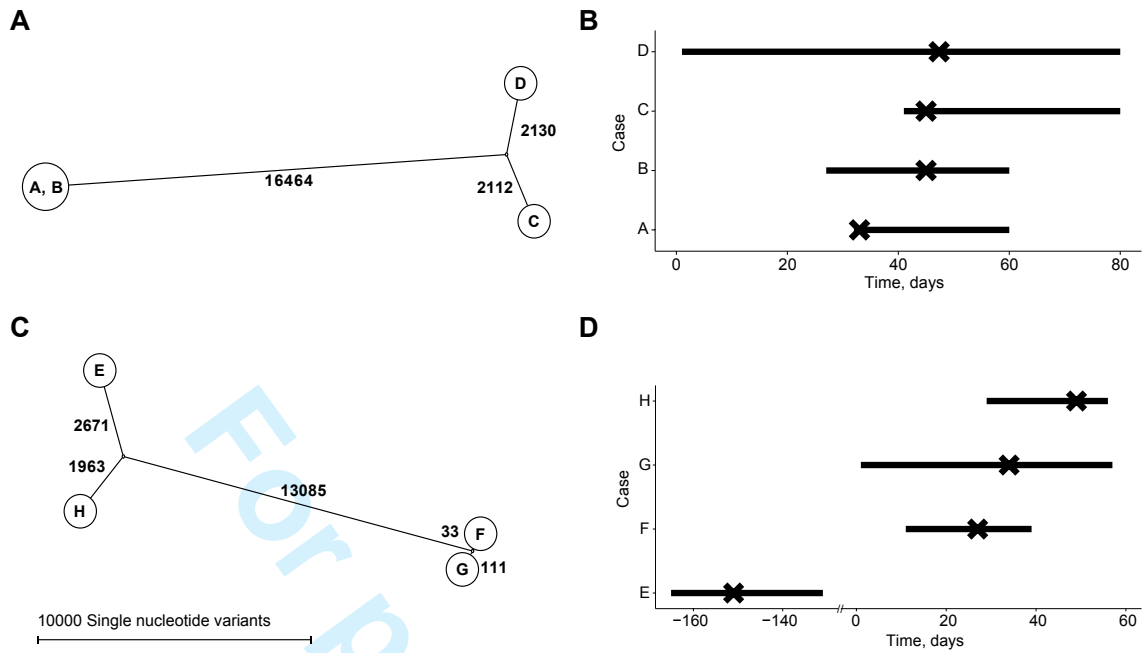 A
B
D
2130
A, B
16464
2112
C
D
C
B
A
Case
0
20
40
60
80
Time, days
C
D
E
2671
1963
H
13085
33
F
G
111
10000 Single nucleotide variants
H
G
F
E
Case
−160
−140
0
20
40
60
Time, days
For p